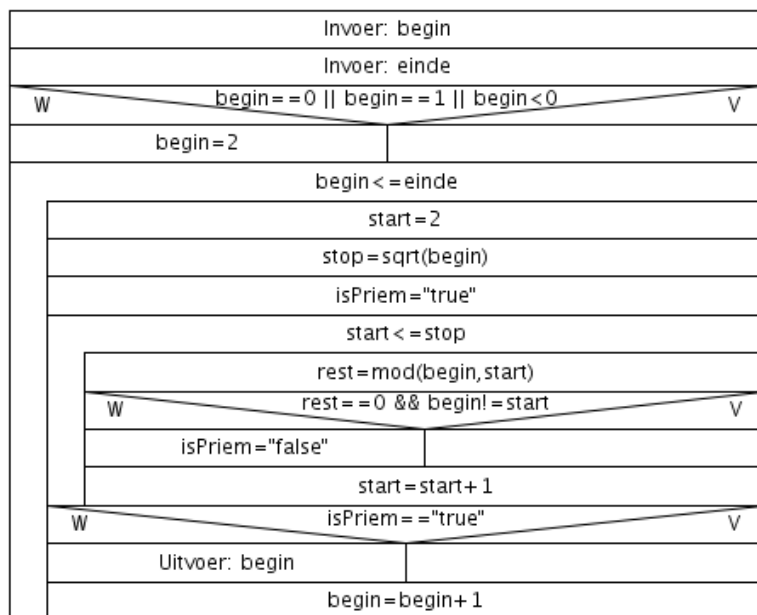 Invoer: begin
Invoer: einde
begin==0 || begin==1 || begin<0
W V
begin=2
begin<=einde
start=2
stop=sqrt(begin)
isPriem="true"
start<=stop
rest=mod(begin,start)
rest==0 && begin!=start
W V
isPriem="false"
start=start+1
isPriem=="true"
W V
Uitvoer: begin
begin=begin+1